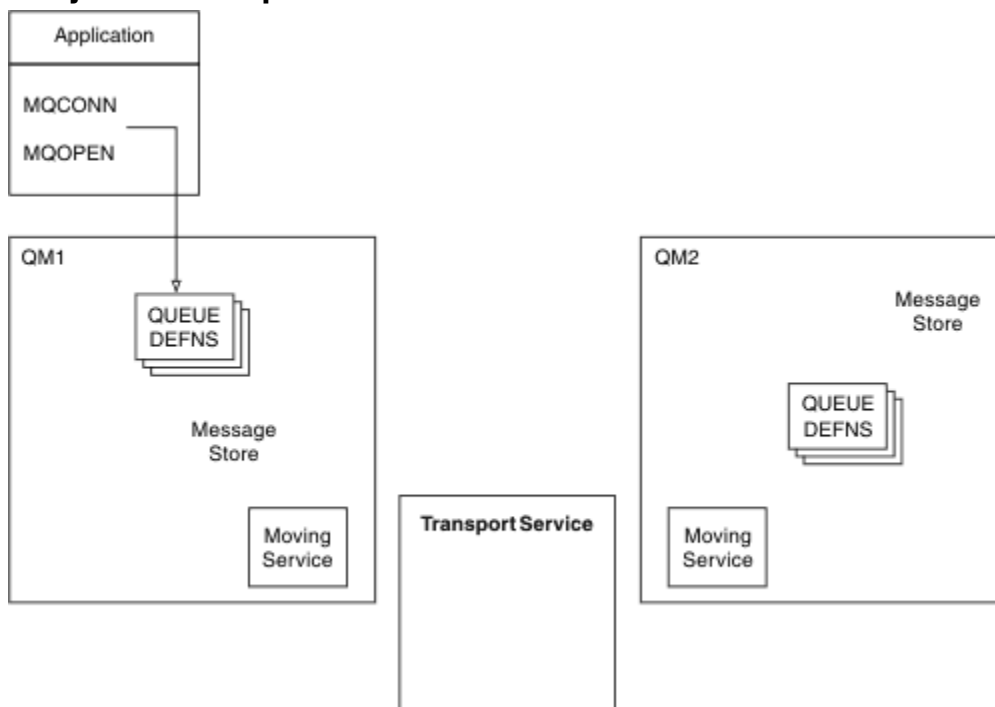 Application
MQCONN
MQOPEN
QM1
QUEUE
DEFNS
Message
Store
Moving
Service
Transport Service
QM2
Message
Store
QUEUE
DEFNS
Moving
Service